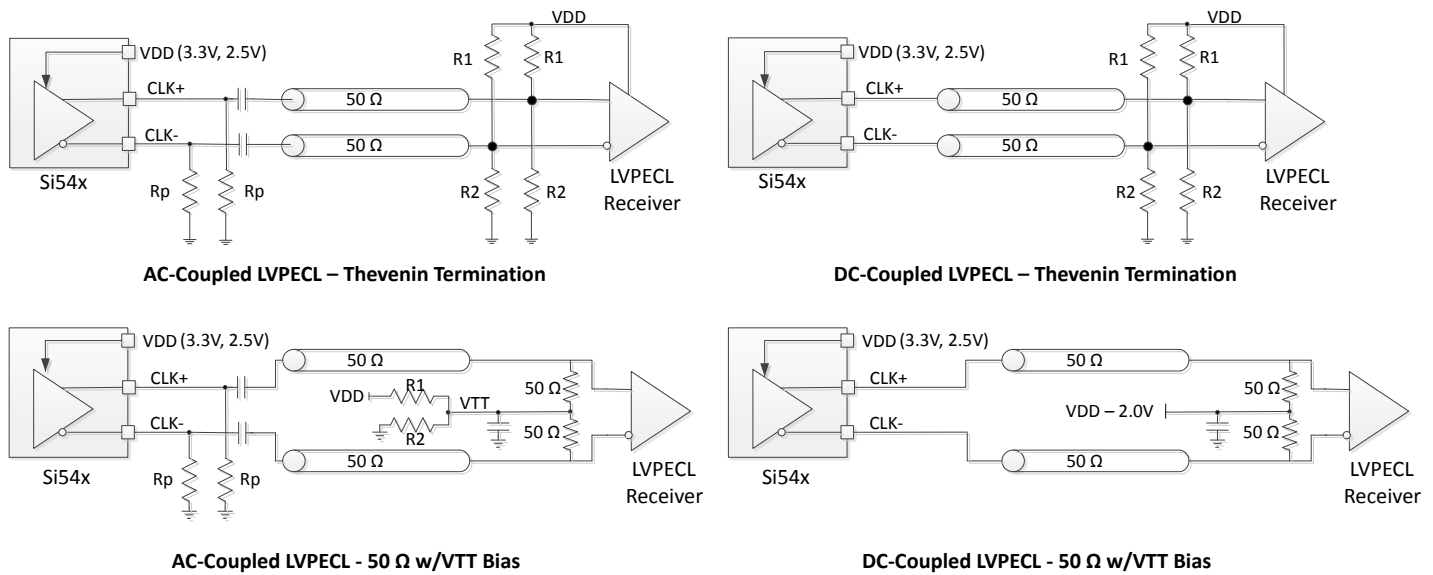 VDD
R1
R1
VDD (3.3V, 2.5V)
CLK+
50 Ω
CLK-
50 Ω
Si54x
Rp
Rp
R2
R2
LVPECL
Receiver
AC-Coupled LVPECL – Thevenin Termination
VDD
R1
R1
VDD (3.3V, 2.5V)
CLK+
50 Ω
CLK-
50 Ω
Si54x
R2
R2
LVPECL
Receiver
DC-Coupled LVPECL – Thevenin Termination
VDD (3.3V, 2.5V)
50 Ω
CLK+
R1
VDD
VTT
50 Ω
50 Ω
R2
CLK-
50 Ω
Si54x
Rp
Rp
LVPECL
Receiver
AC-Coupled LVPECL - 50 Ω w/VTT Bias
VDD (3.3V, 2.5V)
50 Ω
CLK+
50 Ω
VDD – 2.0V
50 Ω
CLK-
50 Ω
Si54x
LVPECL
Receiver
DC-Coupled LVPECL - 50 Ω w/VTT Bias